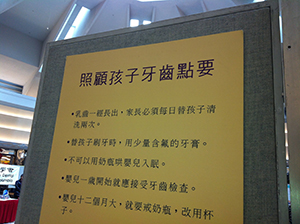 照顧孩子牙齒點要
•乳齒一經長出，家長必須每日替孩子清
洗兩次。
•替孩子刷牙時，用少量含氟的牙膏。
•不可以用奶瓶哄嬰兒入眠。
•嬰兒一歲開始就應接受牙齒檢查。
•嬰兒十二個月大，就要戒奶瓶，改用杯
子。